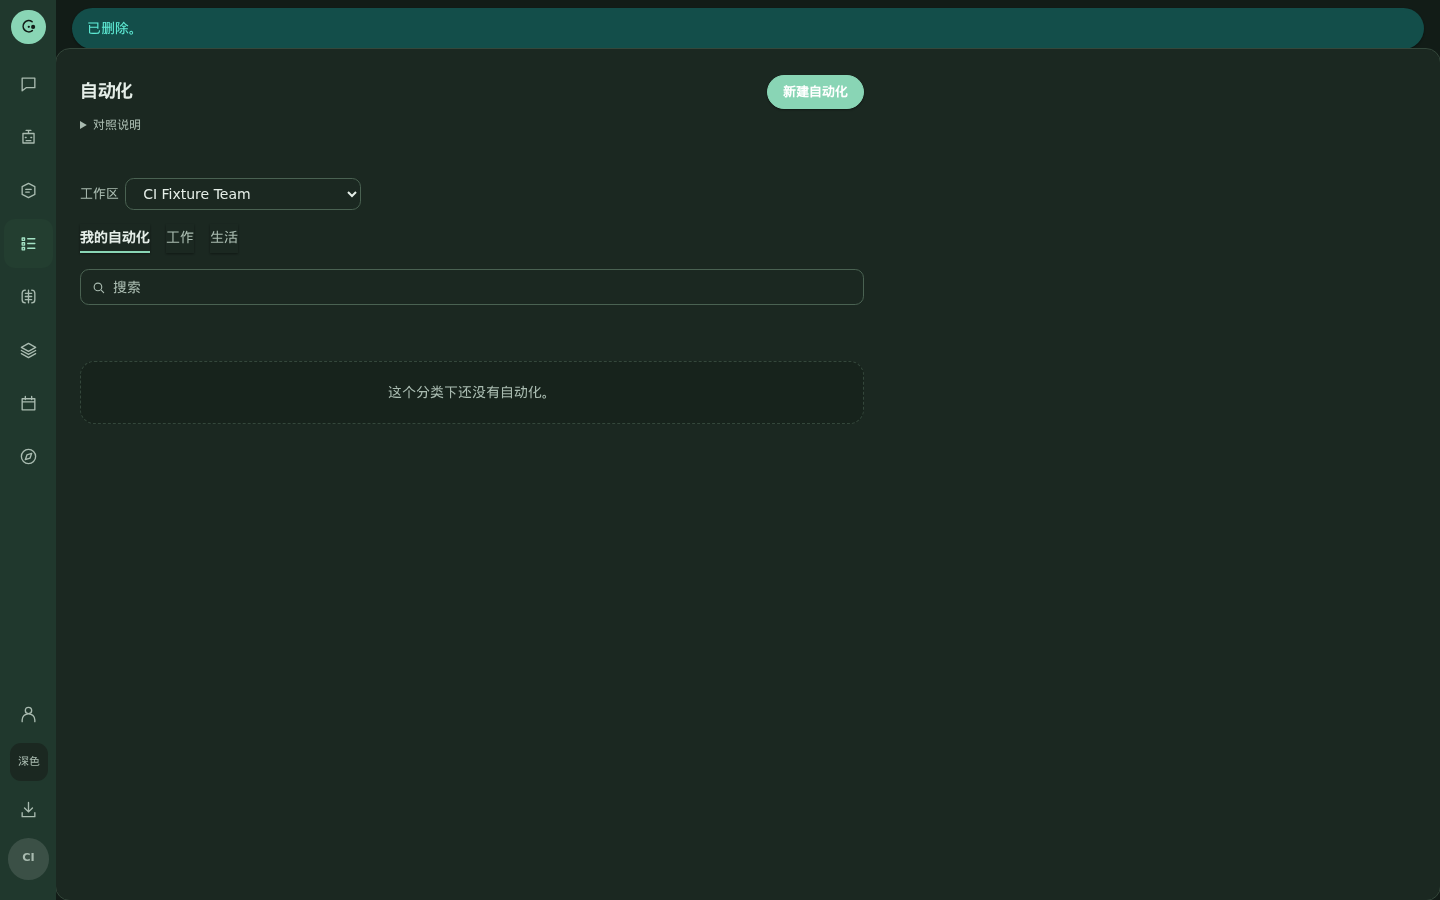 已删除。
自动化
新建自动化
对照说明
工作区
CI Fixture Team
我的自动化 工作 生活
搜索
这个分类下还没有自动化。
深色
CI